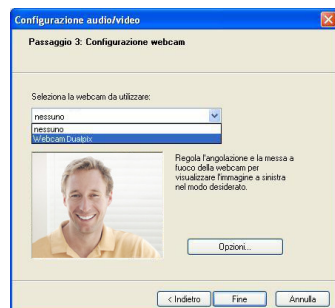 Configurazione audio/video
Passaggio 3: Configurazione webcam
Seleziona la webcam da utilizzare:
nessuno
nessuno
Webcam Dualpix
Regola l'angolazione e la messa a
fuoco della webcam per
visualizzare l'immagine a sinistra
nel modo desiderato.
Opzioni...
< Indietro
Fine
Annulla